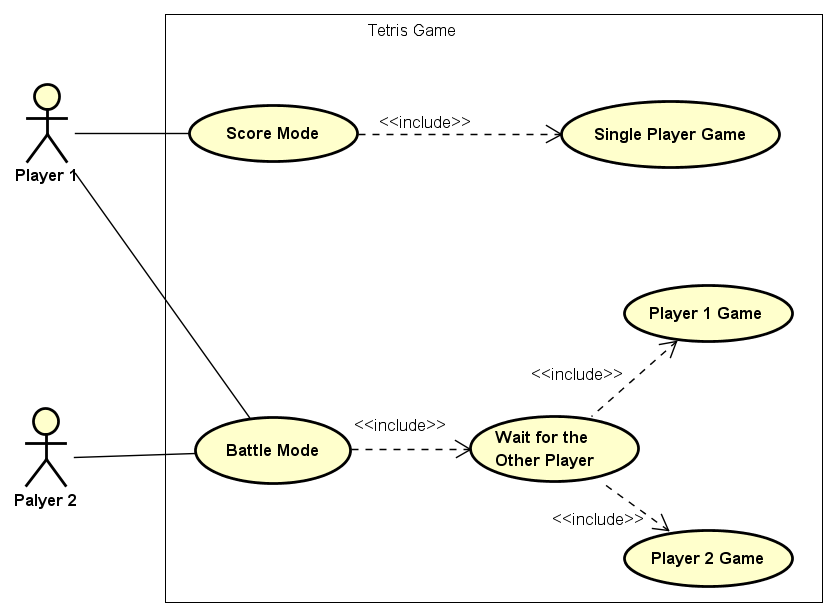 Tetris Game
Player 1
Score Mode
<<include>>
Single Player Game
Player 1 Game
<<include>>
Palyer 2
Battle Mode
<<include>>
Wait for the
Other Player
<<include>>
Player 2 Game